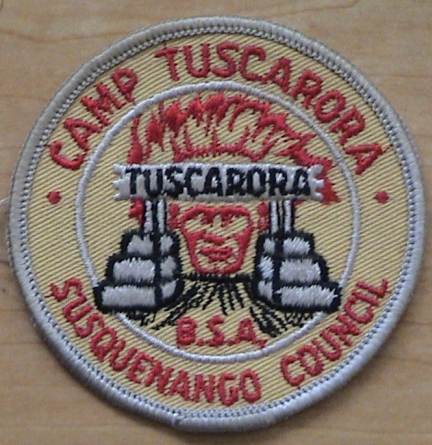 CAMP TUSCARORA
TUSCARORA
B.S.A.
SUSQUENANGO COUNCIL